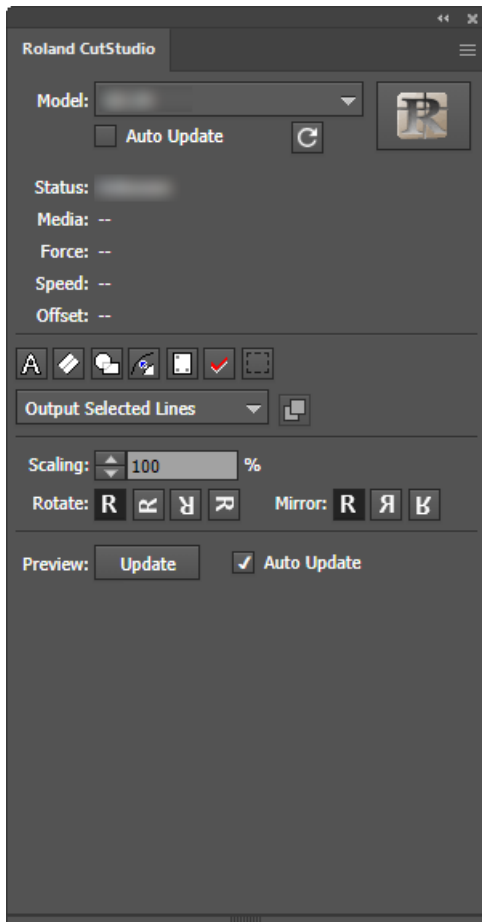 Roland CutStudio
Model:
Auto Update
Status:
Media: --
Force: --
Speed: --
Offset: --
A
Output Selected Lines
Scaling: 100 %
Rotate: R R R R Mirror: R R R
Preview: Update Auto Update